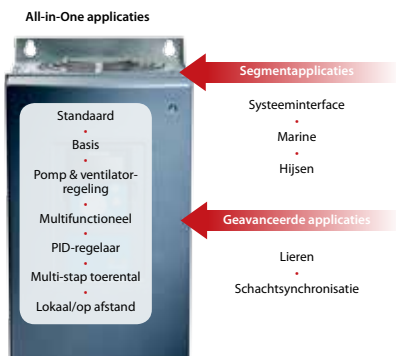 All-in-One applicaties
Standaard
Basis
Pomp & ventilator-
regeling
Multifunctioneel
PID-regelaar
Multi-stap toerental
Lokaal/op afstand
Segmentapplicaties
Systeeminterface
Marine
Hijsen
Geavanceerde applicaties
Lieren
Schachtsynchronisatie